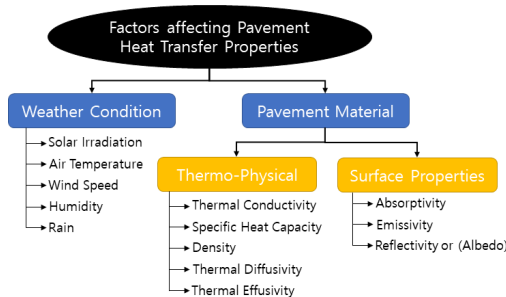 Factors affecting Pavement
Heat Transfer Properties
Weather Condition
Pavement Material
Solar Irradiation
Air Temperature
Wind Speed
Humidity
Rain
Thermo-Physical
Surface Properties
Thermal Conductivity
Specific Heat Capacity
Density
Thermal Diffusivity
Thermal Effusivity
Absorptivity
Emissivity
Reflectivity or (Albedo)